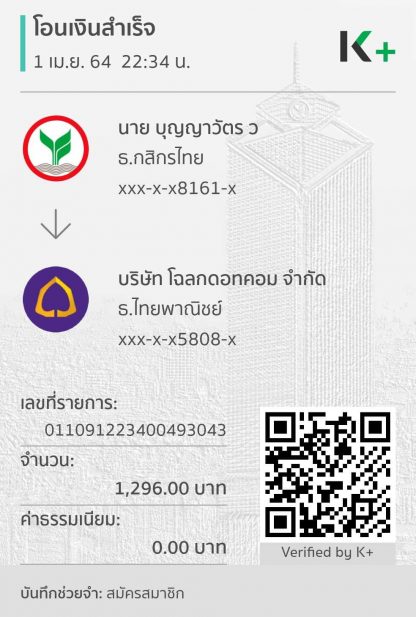 โอนเงินสำเร็จ
1 เม.ย. 64 22:34 น.
K+
นาย บุญญาวัตร ว
ธ.กสิกรไทย
xxx-x-x8161-x
บริษัท โฉลกดอทคอม จำกัด
ธ.ไทยพาณิชย์
xxx-x-x5808-x
เลขที่รายการ:
011091223400493043
จำนวน:
1,296.00 บาท
ค่าธรรมเนียม:
0.00 บาท
Verified by K+
บันทึกช่วยจำ: สมัครสมาชิก